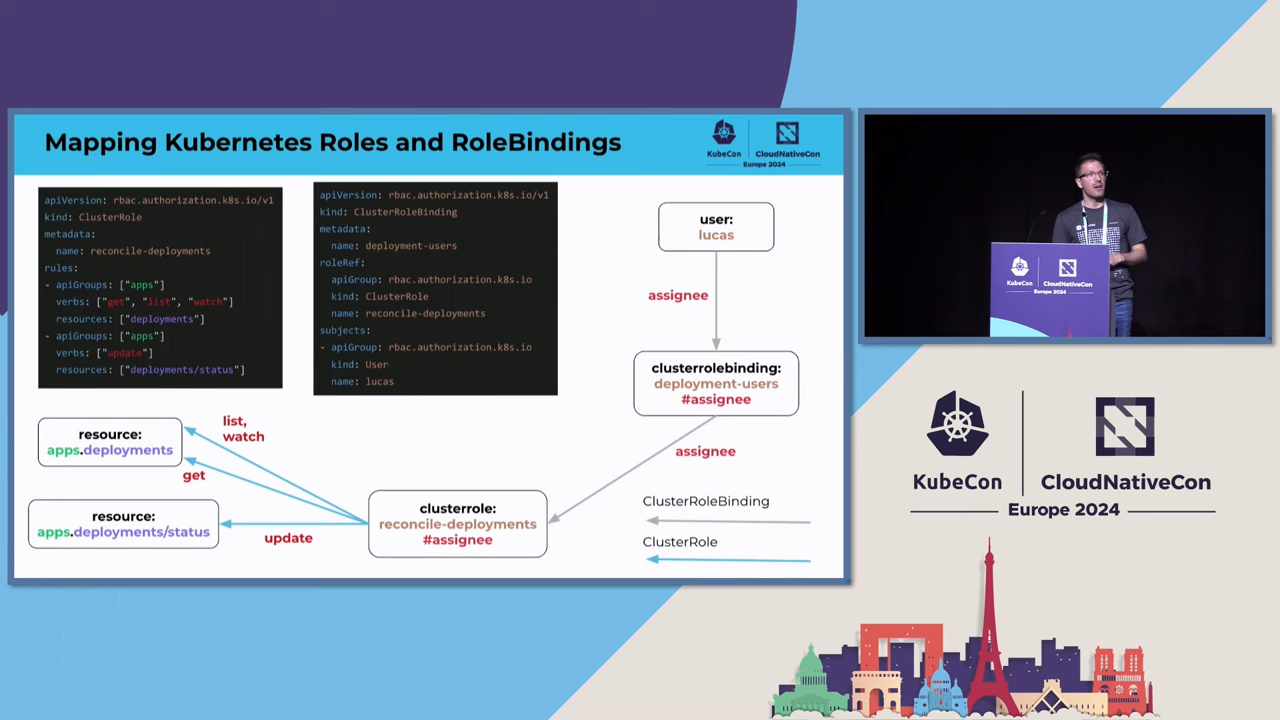 Mapping Kubernetes Roles and RoleBindings
KubeCon
CloudNativeCon
Europe 2024
apiVersion: rbac.authorization.k8s.io/v1
kind: ClusterRole
metadata:
name: reconcile-deployments
rules:
- apiGroups: ["apps"]
verbs: ["get", "list", "watch"]
resources: ["deployments"]
- apiGroups: ["apps"]
verbs: ["update"]
resources: ["deployments/status"]
apiVersion: rbac.authorization.k8s.io/v1
kind: ClusterRoleBinding
metadata:
name: deployment-users
roleRef:
apiGroup: rbac.authorization.k8s.io
kind: ClusterRole
name: reconcile-deployments
subjects:
- apiGroup: rbac.authorization.k8s.io
kind: User
name: lucas
user:
lucas
assignee
clusterrolebinding:
deployment-users
#assignee
assignee
resource:
apps.deployments
list,
watch
get
resource:
apps.deployments/status
update
clusterrole:
reconcile-deployments
#assignee
ClusterRoleBinding
ClusterRole
KubeCon
CloudNativeCon
Europe 2024
KubeCon
CloudNativeCon
Europe 2024